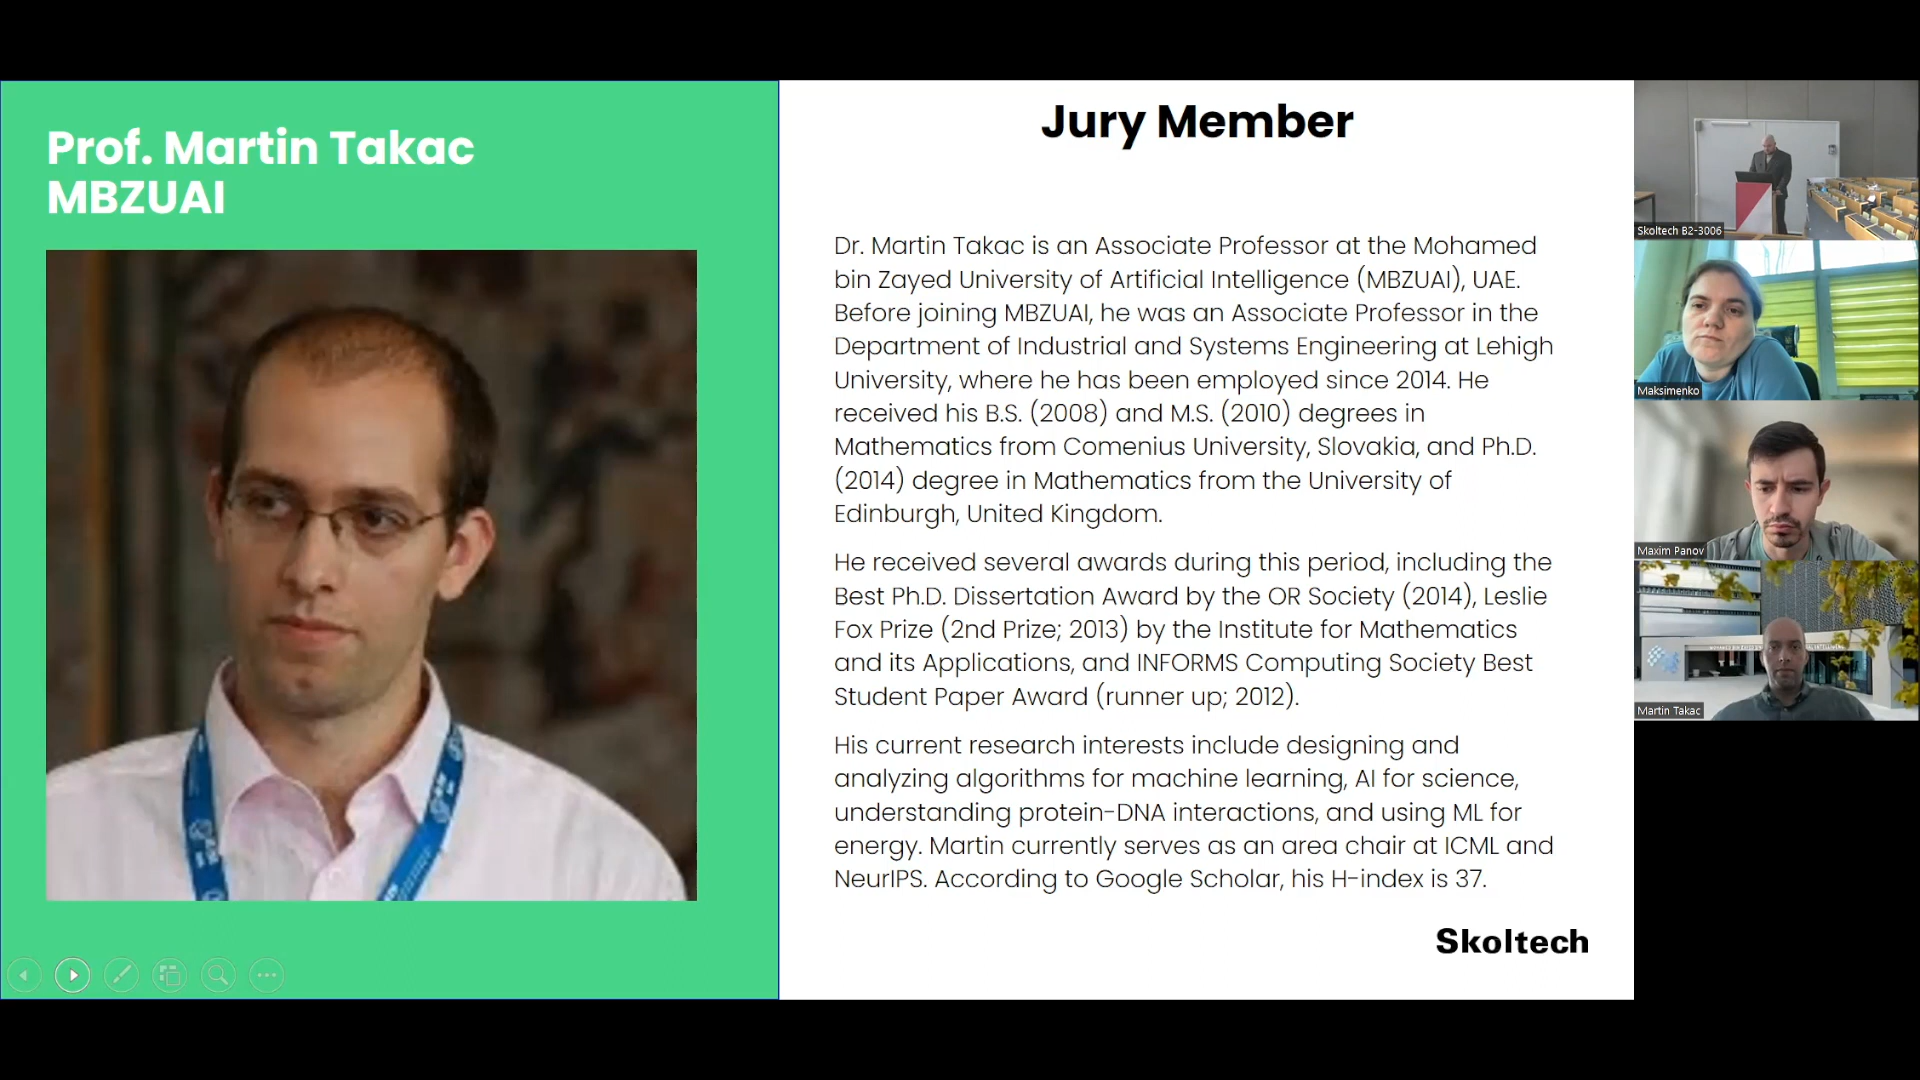 Prof. Martin Takac
MBZUAI
Jury Member
Dr. Martin Takac is an Associate Professor at the Mohamed
bin Zayed University of Artificial Intelligence (MBZUAI), UAE.
Before joining MBZUAI, he was an Associate Professor in the
Department of Industrial and Systems Engineering at Lehigh
University, where he has been employed since 2014. He
received his B.S. (2008) and M.S. (2010) degrees in
Mathematics from Comenius University, Slovakia, and Ph.D.
(2014) degree in Mathematics from the University of
Edinburgh, United Kingdom.
He received several awards during this period, including the
Best Ph.D. Dissertation Award by the OR Society (2014), Leslie
Fox Prize (2nd Prize; 2013) by the Institute for Mathematics
and its Applications, and INFORMS Computing Society Best
Student Paper Award (runner up; 2012).
His current research interests include designing and
analyzing algorithms for machine learning, AI for science,
understanding protein-DNA interactions, and using ML for
energy. Martin currently serves as an area chair at ICML and
NeurIPS. According to Google Scholar, his H-index is 37.
Skoltech
Skoltech B2-3006
Maksimenko
Maxim Panov
Martin Takac